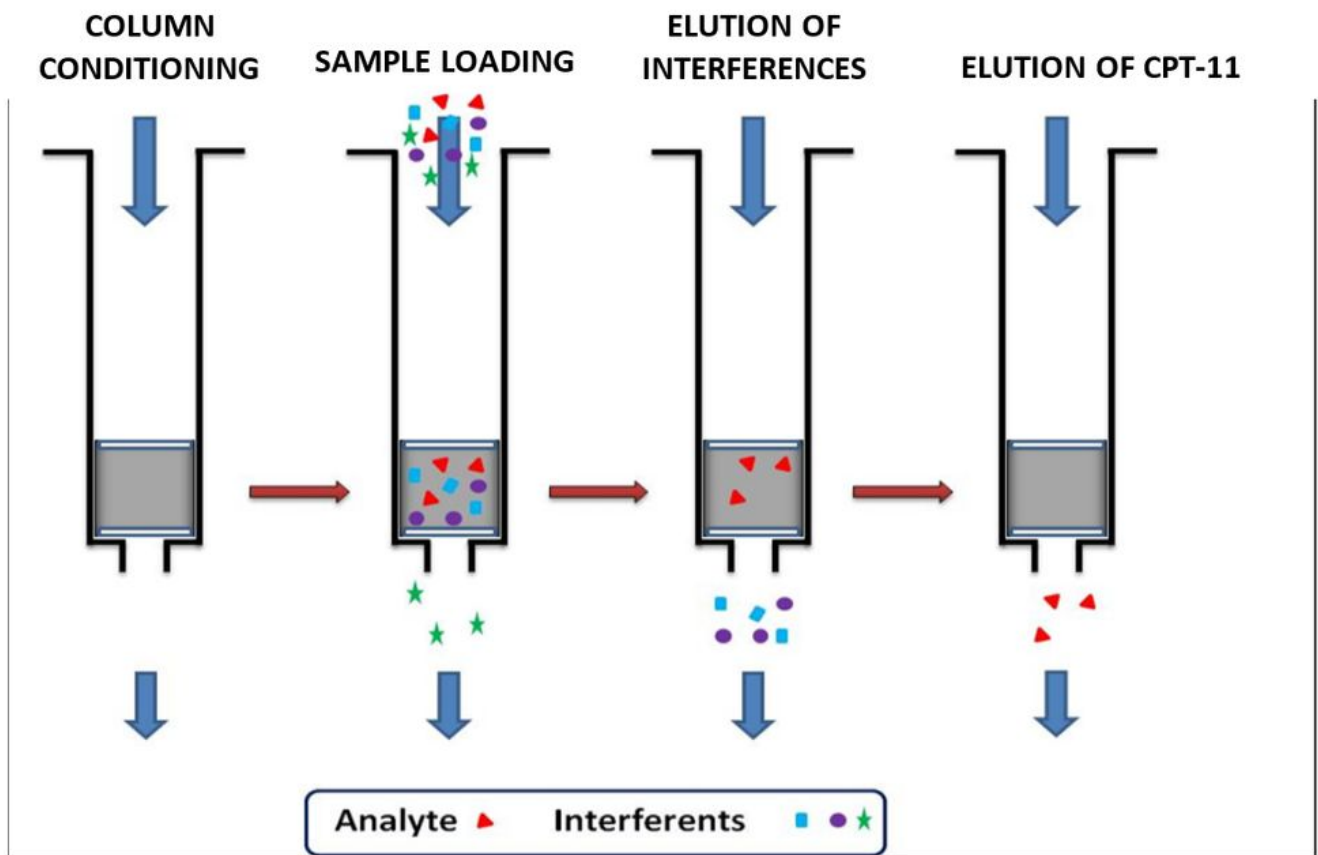 COLUMN
CONDITIONING
SAMPLE LOADING
ELUTION OF
INTERFERENCES
ELUTION OF CPT-11
Analyte
Interferents